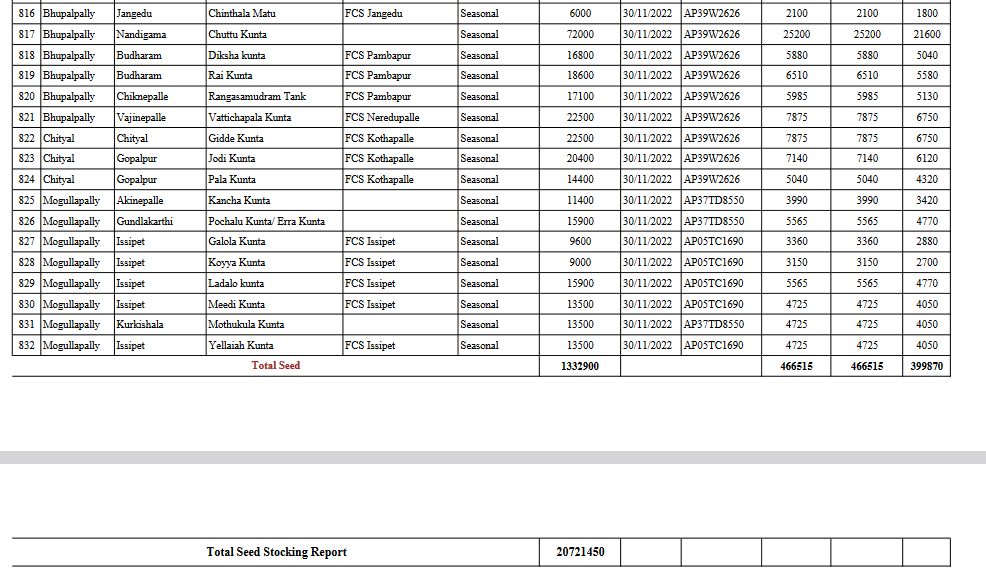 816 Bhupalpally Jangedu Chinthala Matu FCS Jangedu Seasonal 6000 30/11/2022 AP39W2626 2100 2100 1800
817 Bhupalpally Nandigama Chuttu Kunta Seasonal 72000 30/11/2022 AP39W2626 25200 25200 21600
818 Bhupalpally Budharam Diksha kunta FCS Pambapur Seasonal 16800 30/11/2022 AP39W2626 5880 5880 5040
819 Bhupalpally Budharam Rai Kunta FCS Pambapur Seasonal 18600 30/11/2022 AP39W2626 6510 6510 5580
820 Bhupalpally Chiknepalle Rangasamudram Tank FCS Pambapur Seasonal 17100 30/11/2022 AP39W2626 5985 5985 5130
821 Bhupalpally Vajinepalle Vattichapala Kunta FCS Neredupalle Seasonal 22500 30/11/2022 AP39W2626 7875 7875 6750
822 Chityal Chityal Gidde Kunta FCS Kothapalle Seasonal 22500 30/11/2022 AP39W2626 7875 7875 6750
823 Chityal Gopalpur Jodi Kunta FCS Kothapalle Seasonal 20400 30/11/2022 AP39W2626 7140 7140 6120
824 Chityal Gopalpur Pala Kunta FCS Kothapalle Seasonal 14400 30/11/2022 AP39W2626 5040 5040 4320
825 Mogullapally Akinepalle Kancha Kunta Seasonal 11400 30/11/2022 AP37TD8550 3990 3990 3420
826 Mogullapally Gundlakarthi Pochalu Kunta/ Erra Kunta Seasonal 15900 30/11/2022 AP37TD8550 5565 5565 4770
827 Mogullapally Issipet Galola Kunta FCS Issipet Seasonal 9600 30/11/2022 AP05TC1690 3360 3360 2880
828 Mogullapally Issipet Koyya Kunta FCS Issipet Seasonal 9000 30/11/2022 AP05TC1690 3150 3150 2700
829 Mogullapally Issipet Ladalo kunta FCS Issipet Seasonal 15900 30/11/2022 AP05TC1690 5565 5565 4770
830 Mogullapally Issipet Meedi Kunta FCS Issipet Seasonal 13500 30/11/2022 AP05TC1690 4725 4725 4050
831 Mogullapally Kurkishala Mothukula Kunta Seasonal 13500 30/11/2022 AP37TD8550 4725 4725 4050
832 Mogullapally Issipet Yellaiah Kunta FCS Issipet Seasonal 13500 30/11/2022 AP05TC1690 4725 4725 4050
Total Seed 1332900 466515 466515 399870
Total Seed Stocking Report 20721450